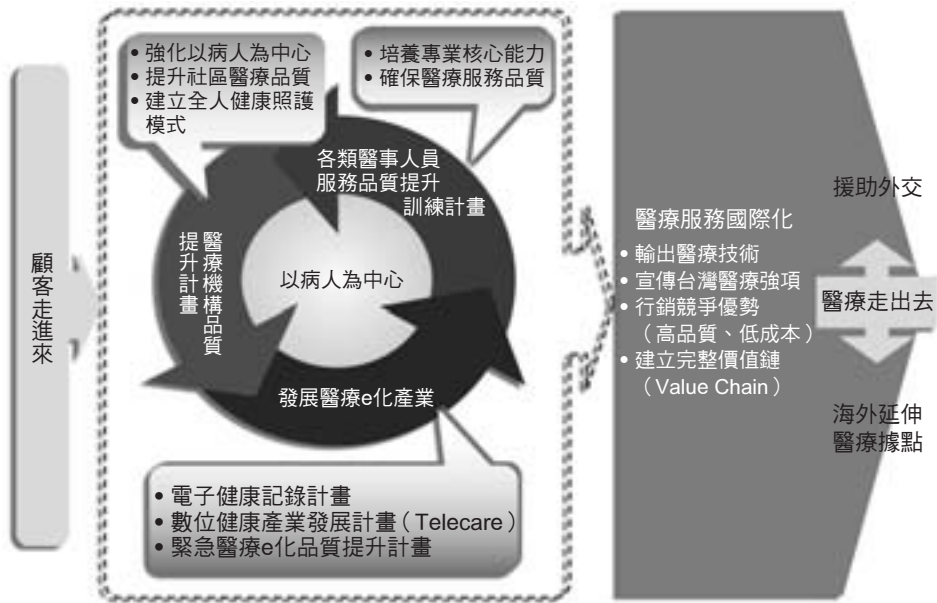 顧客走進來
• 強化以病人為中心
• 提升社區醫療品質
• 建立全人健康照護
模式
• 培養專業核心能力
• 確保醫療服務品質
各類醫事人員
服務品質提升
訓練計畫
醫療機構品質
提升計畫
以病人為中心
發展醫療e化產業
• 電子健康記錄計畫
• 數位健康產業發展計畫（Telecare）
• 緊急醫療e化品質提升計畫
醫療服務國際化
• 輸出醫療技術
• 宣傳台灣醫療強項
• 行銷競爭優勢
（高品質、低成本）
• 建立完整價值鏈
（Value Chain）
援助外交
醫療走出去
海外延伸
醫療據點